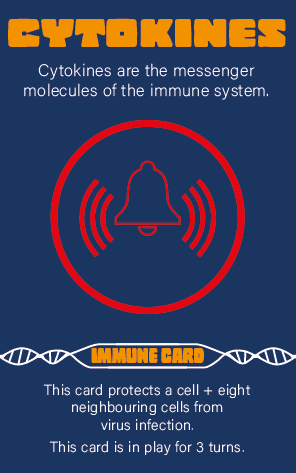 CYTOKINES
Cytokines are the messenger
molecules of the immune system.
IMMUNE CARD
This card protects a cell + eight
neighbouring cells from
virus infection.
This card is in play for 3 turns.